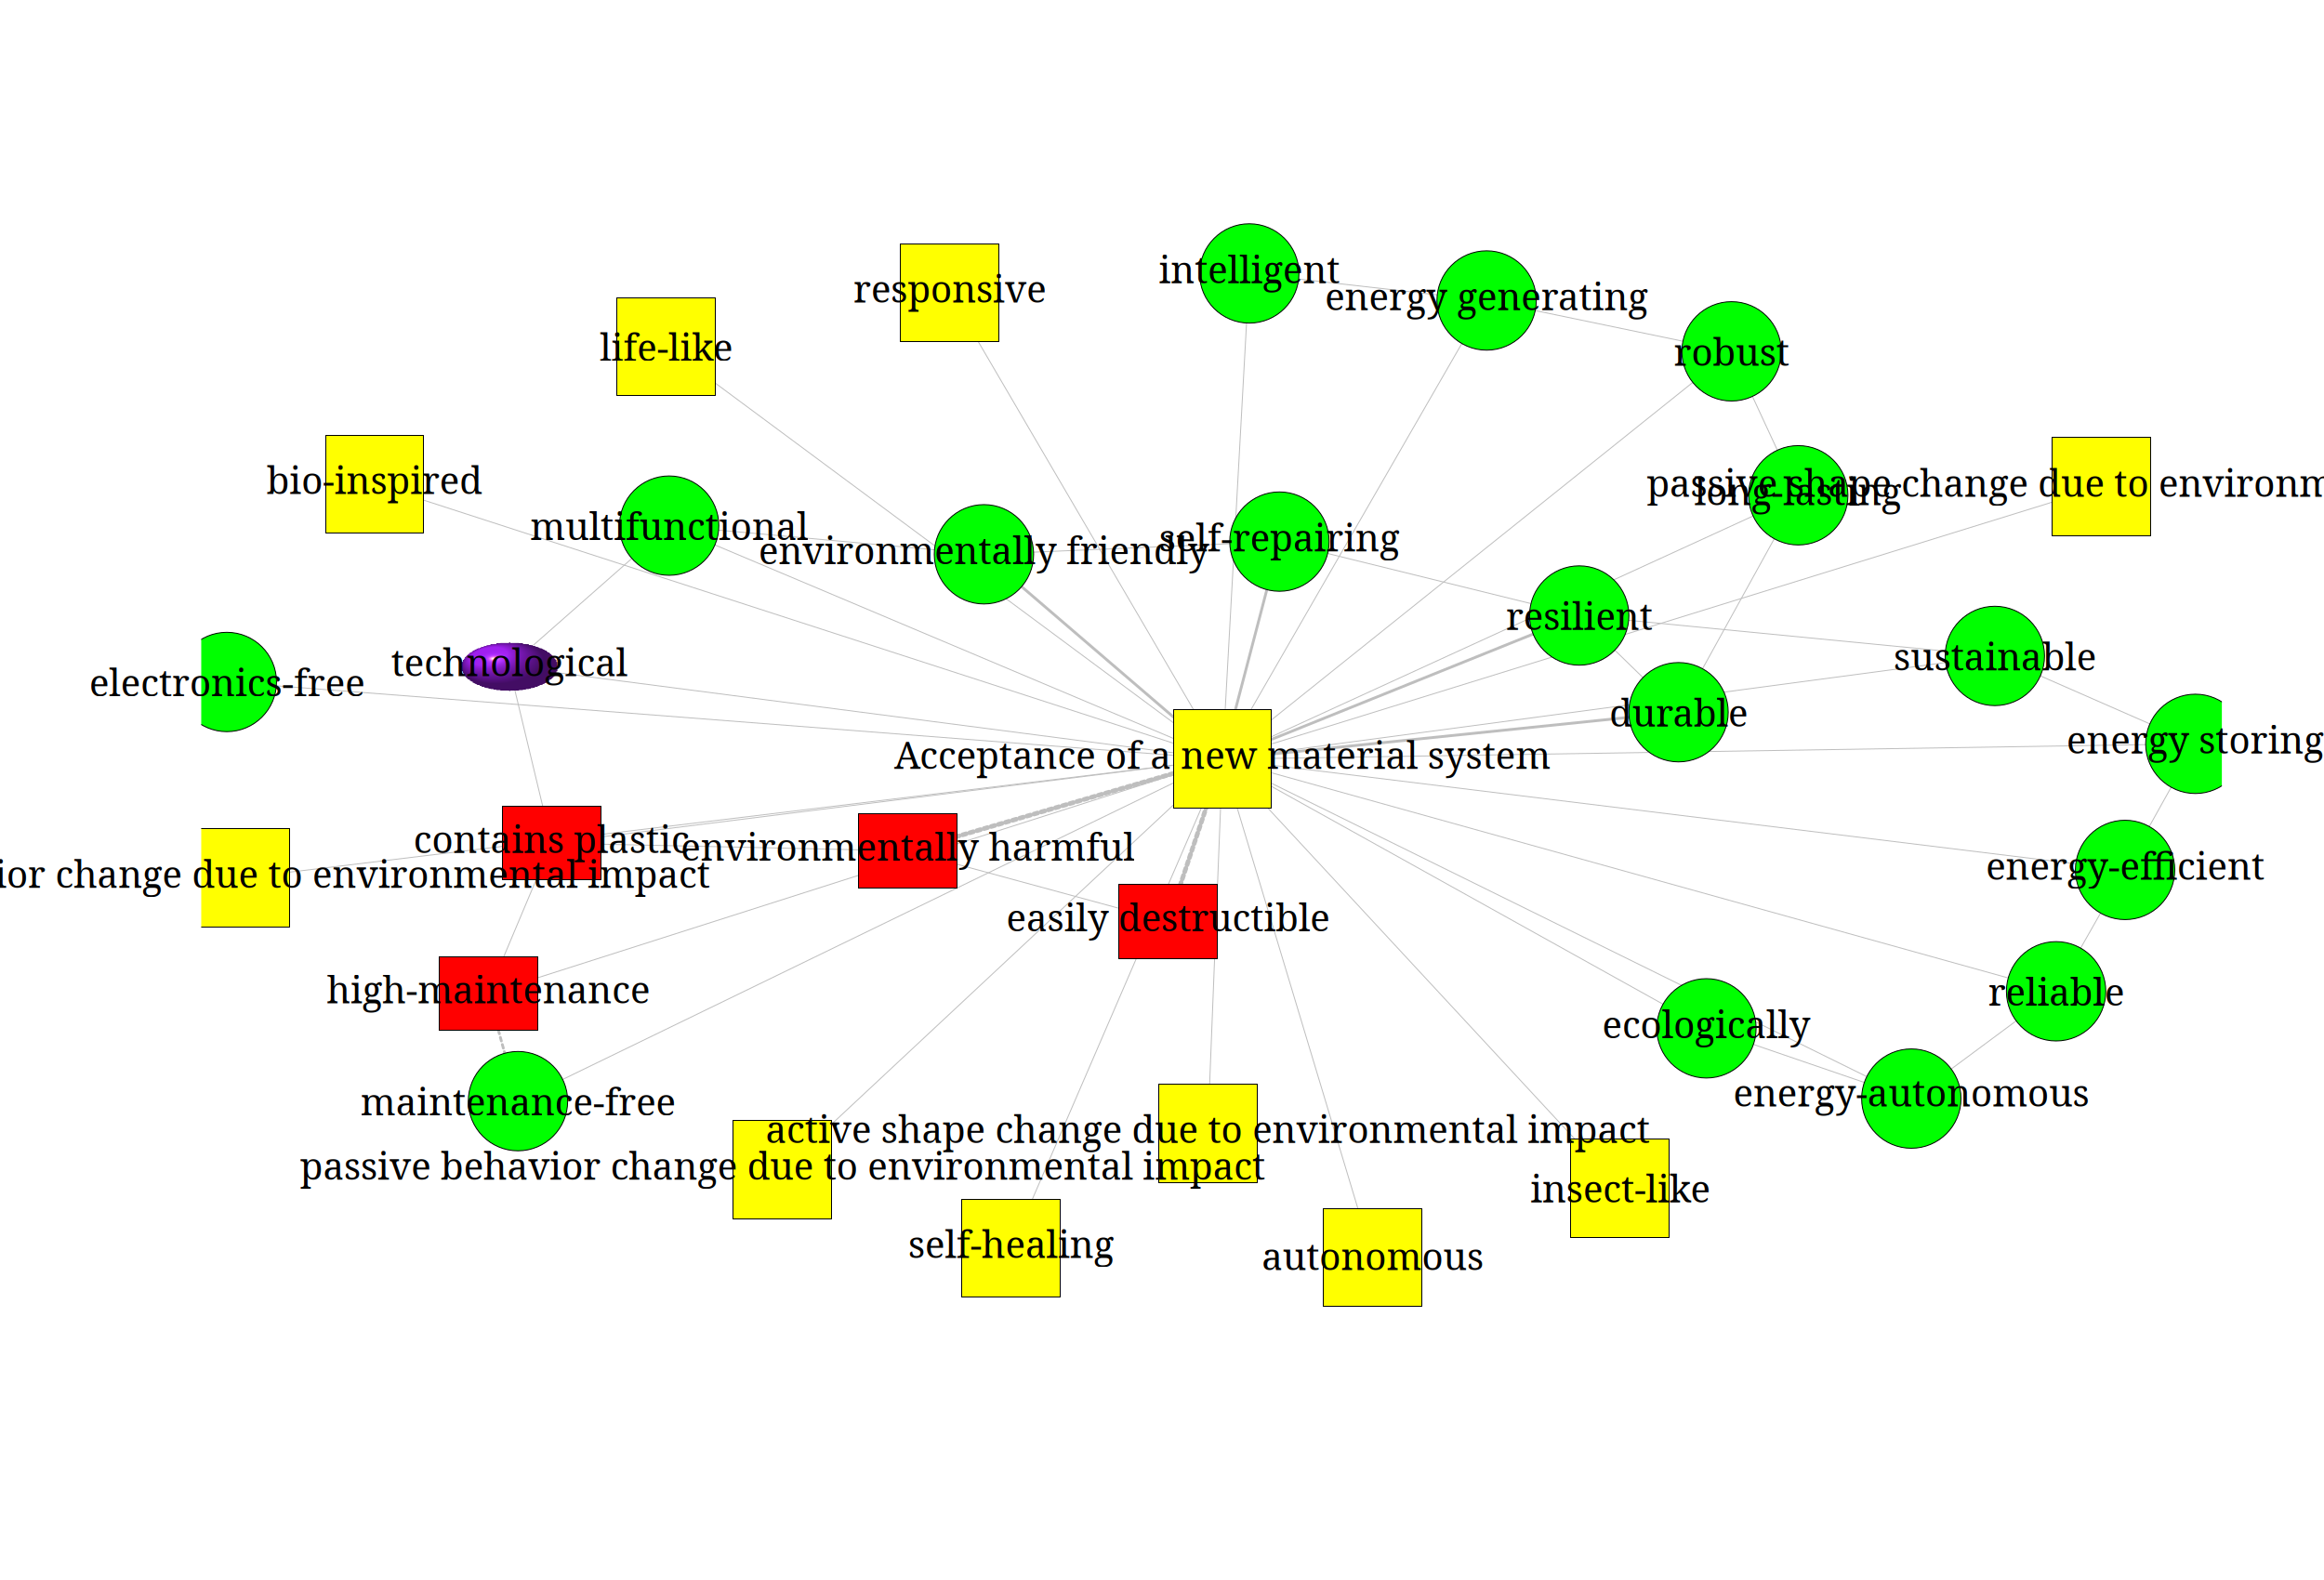 intelligent
responsive
energy generating
life-like
robust
bio-inspired
passive shape change due to
long-lasting
multifunctional
environmentally friendly
self-repairing
resilient
technological
sustainable
electronics-free
durable
energy storing
Acceptance of a new material system
contains plastic
environmentally harmful
change due to environmental impact
energy-efficient
easily destructible
high-maintenance
reliable
ecologically
maintenance-free
energy-autonomous
active shape change due to environmental impact
passive behavior change due to environmental impact
insect-like
self-healing
autonomous